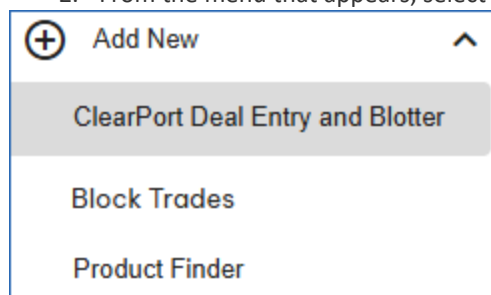 2. From the menu that appears, select
Add New
ClearPort Deal Entry and Blotter
Block Trades
Product Finder